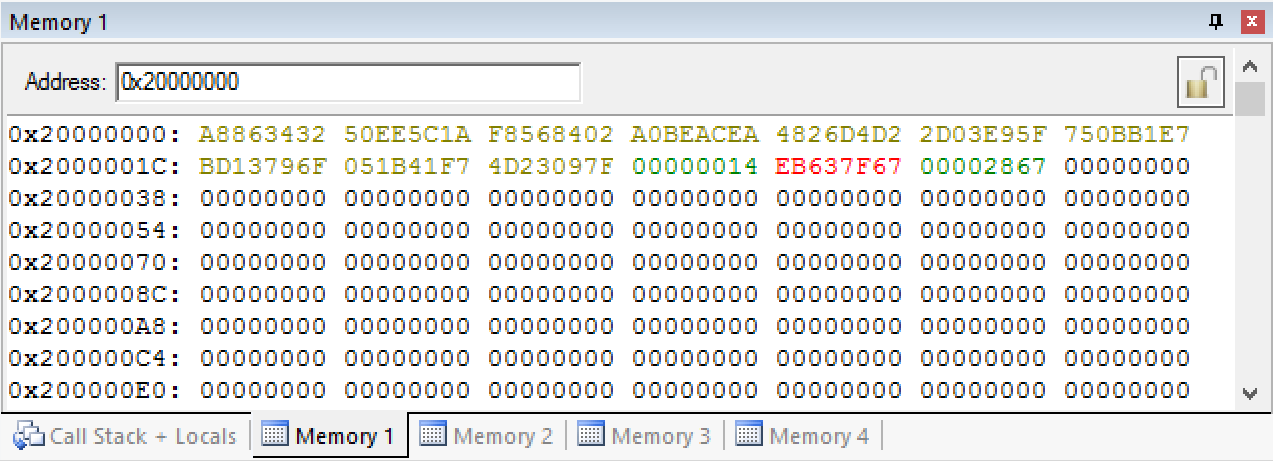 Memory 1
Address: 0x20000000
0x20000000: A8863432 50EE5C1A F8568402 A0BEACEA 4826D4D2 2D03E95F 750BB1E7
0x2000001C: BD13796F 051B41F7 4D23097F 00000014 EB637F67 00002867 00000000
0x20000038: 00000000 00000000 00000000 00000000 00000000 00000000 00000000
0x20000054: 00000000 00000000 00000000 00000000 00000000 00000000 00000000
0x20000070: 00000000 00000000 00000000 00000000 00000000 00000000 00000000
0x2000008C: 00000000 00000000 00000000 00000000 00000000 00000000 00000000
0x200000A8: 00000000 00000000 00000000 00000000 00000000 00000000 00000000
0x200000C4: 00000000 00000000 00000000 00000000 00000000 00000000 00000000
0x200000E0: 00000000 00000000 00000000 00000000 00000000 00000000 00000000
Call Stack + Locals Memory 1 Memory 2 Memory 3 Memory 4